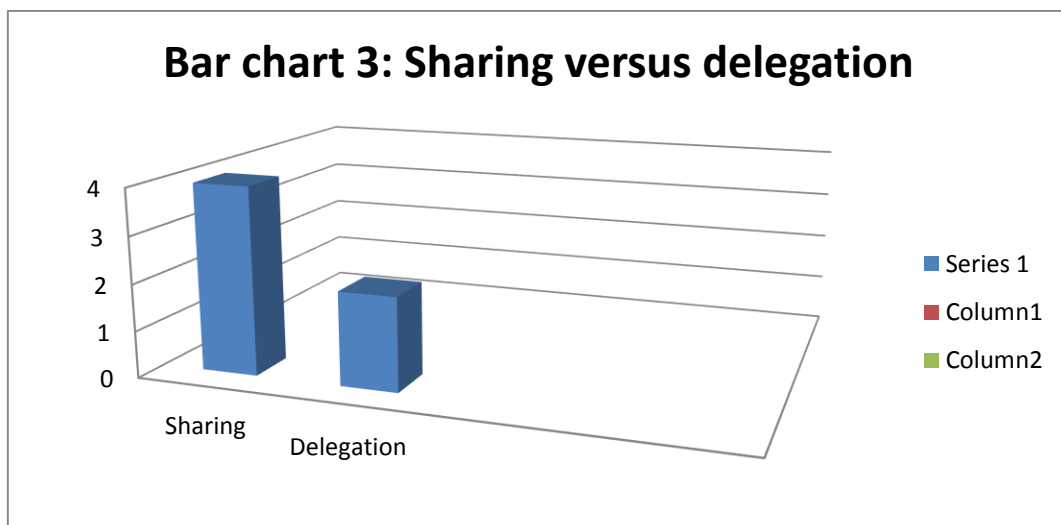 Bar chart 3: Sharing versus delegation
4
3
2
1
0
Sharing
Delegation
Series 1
Column1
Column2